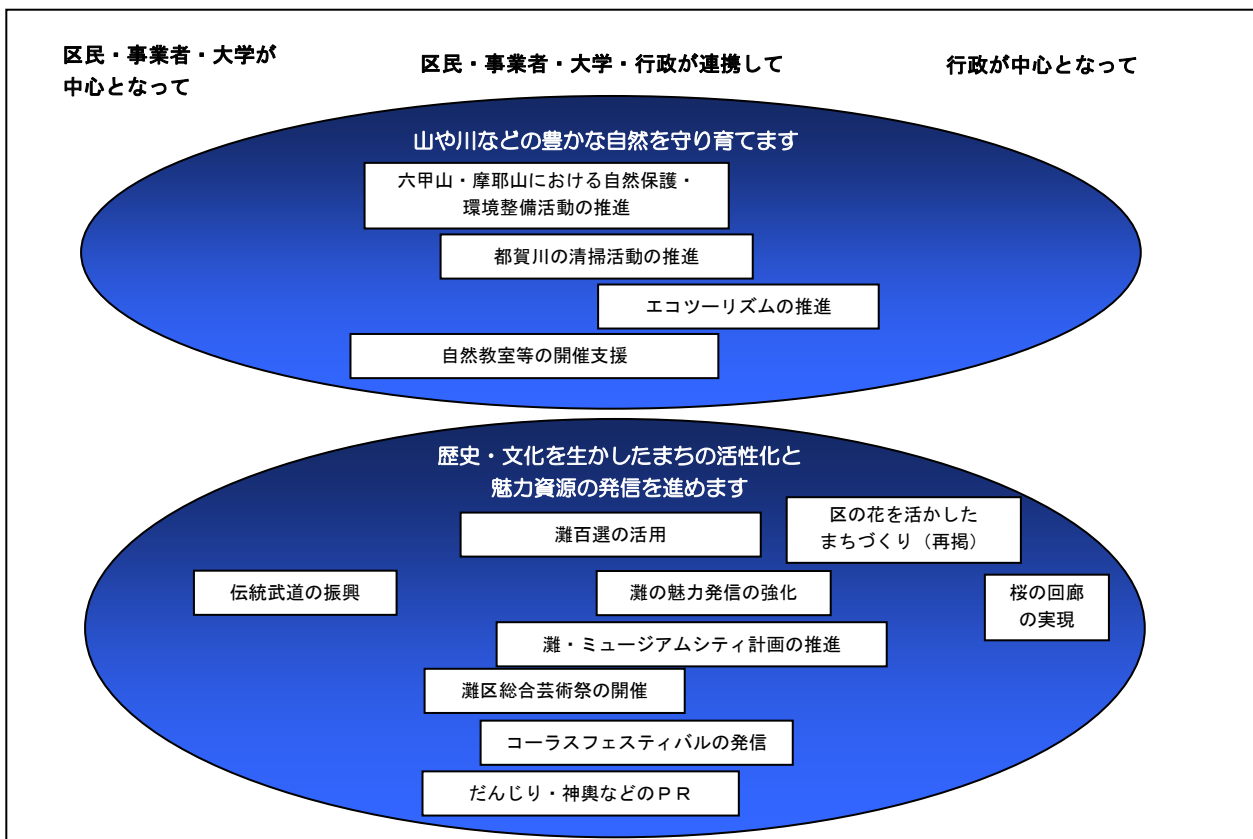 区民・事業者・大学が
中心となって
区民・事業者・大学・行政が連携して
行政が中心となって
山や川などの豊かな自然を守り育てます
六甲山・摩耶山における自然保護・
環境整備活動の推進
都賀川の清掃活動の推進
エコツーリズムの推進
自然教室等の開催支援
歴史・文化を生かしたまちの活性化と
魅力資源の発信を進めます
灘百選の活用
区の花を活かした
まちづくり（再掲）
伝統武道の振興
灘の魅力発信の強化
桜の回廊
の実現
灘・ミュージアムシティ計画の推進
灘区総合芸術祭の開催
コーラスフェスティバルの発信
だんじり・神輿などのＰＲ